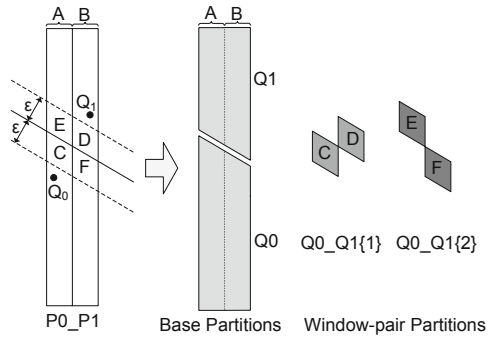 A B
A B
ε
ε
Q1
E
D
C
F
Q0
Q1
Q0
E
D
C
F
Q0_Q1{1} Q0_Q1{2}
P0_P1
Base Partitions Window-pair Partitions